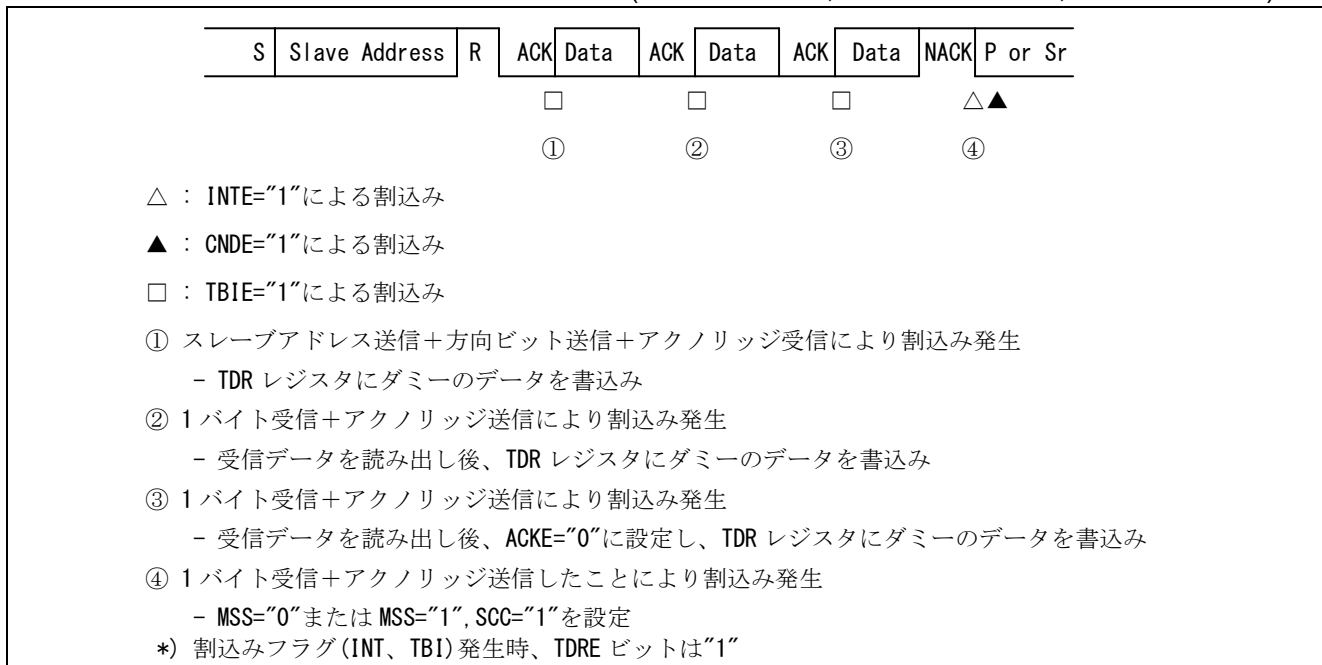 S Slave Address R ACK Data ACK Data ACK Data NACK P or Sr
□ □ □ △▲
① ② ③ ④
△ : INTE="1"による割込み
▲ : CNDE="1"による割込み
□ : TBIE="1"による割込み
① スレーブアドレス送信＋方向ビット送信＋アクノリッジ受信により割込み発生
- TDR レジスタにダミーのデータを書込み
② 1 バイト受信＋アクノリッジ送信により割込み発生
- 受信データを読み出し後、TDR レジスタにダミーのデータを書込み
③ 1 バイト受信＋アクノリッジ送信により割込み発生
- 受信データを読み出し後、ACKE="0"に設定し、TDR レジスタにダミーのデータを書込み
④ 1 バイト受信＋アクノリッジ送信したことにより割込み発生
- MSS="0"または MSS="1",SCC="1"を設定
*) 割込みフラグ(INT、TBI)発生時、TDRE ビットは"1"